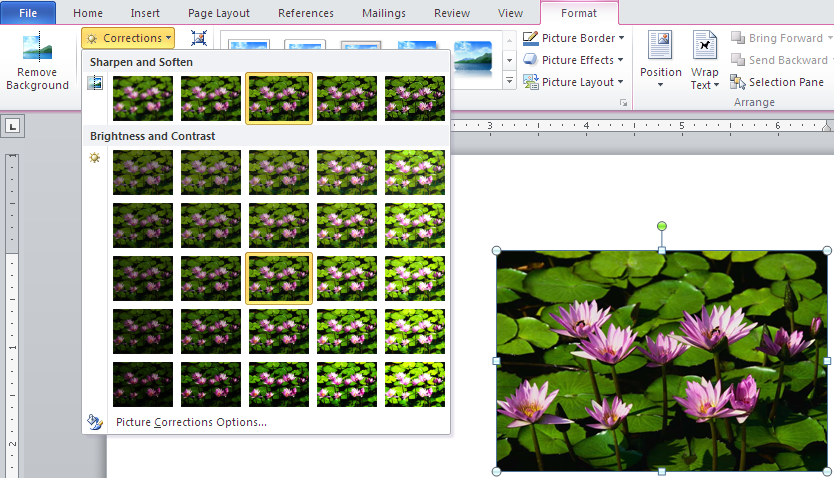 File Home Insert Page Layout References Mailings Review View Format
Remove
Background
Corrections
Picture Border
Picture Effects
Picture Layout
Position
Wrap
Text
Bring Forward
Send Backward
Selection Pane
Arrange
Sharpen and Soften
Brightness and Contrast
Picture Corrections Options...
3 4 5 6
1
1
2